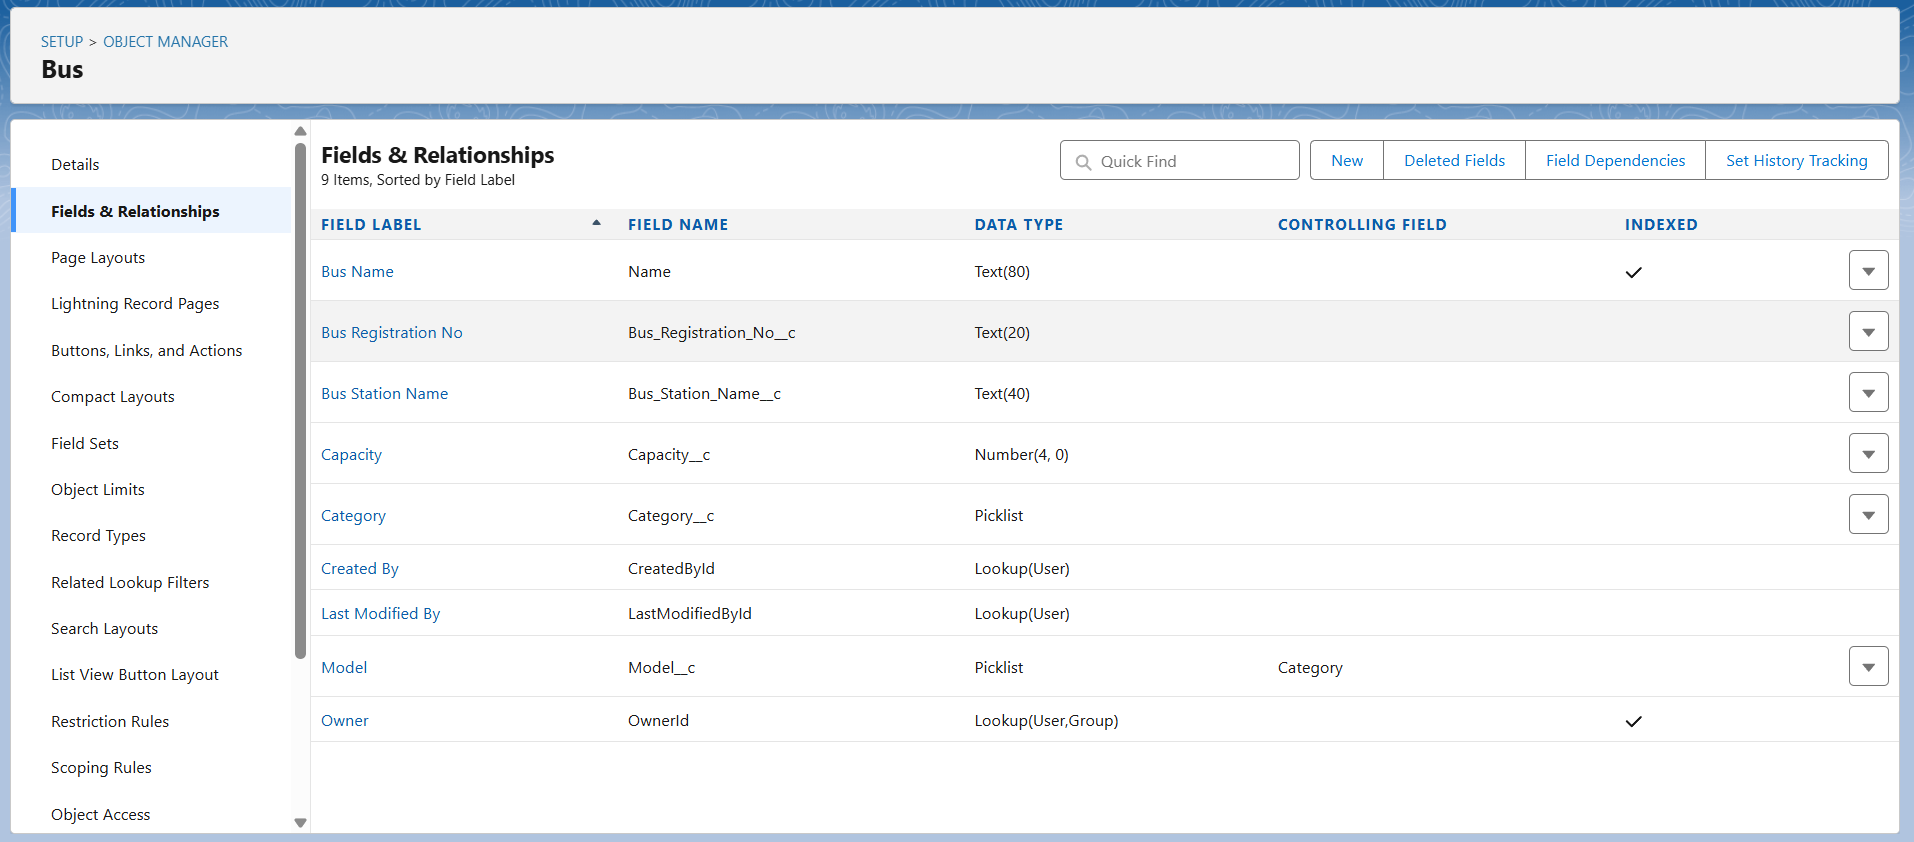 SETUP > OBJECT MANAGER
Bus
Details
Fields & Relationships
Page Layouts
Lightning Record Pages
Buttons, Links, and Actions
Compact Layouts
Field Sets
Object Limits
Record Types
Related Lookup Filters
Search Layouts
List View Button Layout
Restriction Rules
Scoping Rules
Object Access
Fields & Relationships
9 Items, Sorted by Field Label
Quick Find New Deleted Fields Field Dependencies Set History Tracking
FIELD LABEL FIELD NAME DATA TYPE CONTROLLING FIELD INDEXED
Bus Name Name Text(80)
Bus Registration No Bus_Registration_No__c Text(20)
Bus Station Name Bus_Station_Name__c Text(40)
Capacity Capacity__c Number(4, 0)
Category Category__c Picklist
Created By CreatedById Lookup(User)
Last Modified By LastModifiedById Lookup(User)
Model Model__c Picklist Category
Owner OwnerId Lookup(User,Group)